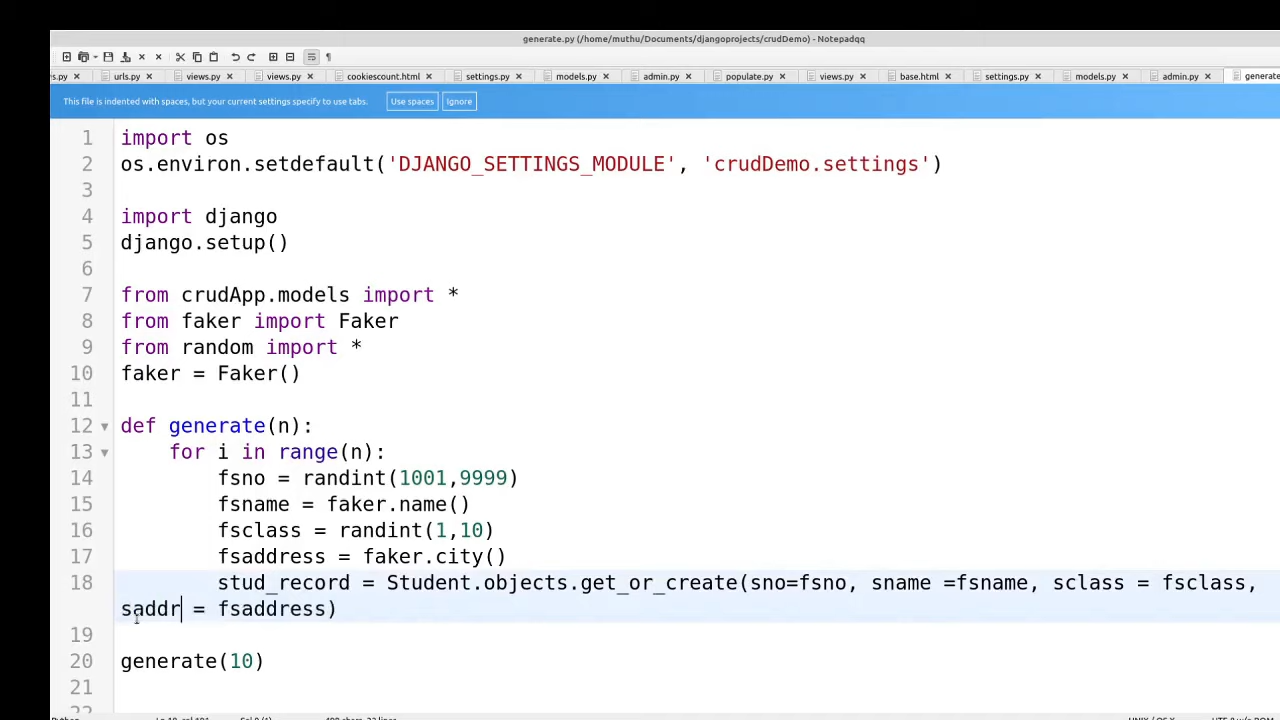 generate.py (/home/muthu/Documents/djangoprojects/crudDemo) - Notepadqq
s.py urls.py views.py views.py cookiescount.html settings.py models.py admin.py populate.py views.py base.html settings.py models.py admin.py generate
This file is indented with spaces, but your current settings specify to use tabs. Use spaces Ignore
1 import os
2 os.environ.setdefault('DJANGO_SETTINGS_MODULE', 'crudDemo.settings')
3
4 import django
5 django.setup()
6
7 from crudApp.models import *
8 from faker import Faker
9 from random import *
10 faker = Faker()
11
12 def generate(n):
13 for i in range(n):
14 fsno = randint(1001,9999)
15 fsname = faker.name()
16 fsclass = randint(1,10)
17 fsaddress = faker.city()
18 stud_record = Student.objects.get_or_create(sno=fsno, sname =fsname, sclass = fsclass,
saddr = fsaddress)
19
20 generate(10)
21
22